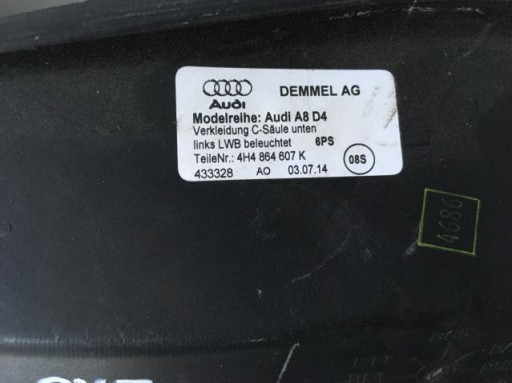 Audi DEMMEL AG
Modelreihe: Audi A8 D4
Verkleidung C-Säule unten
links LWB beleuchtet 6PS
TeileNr.: 4H4 864 607 K 08S
433328 AO 03.07.14
4686